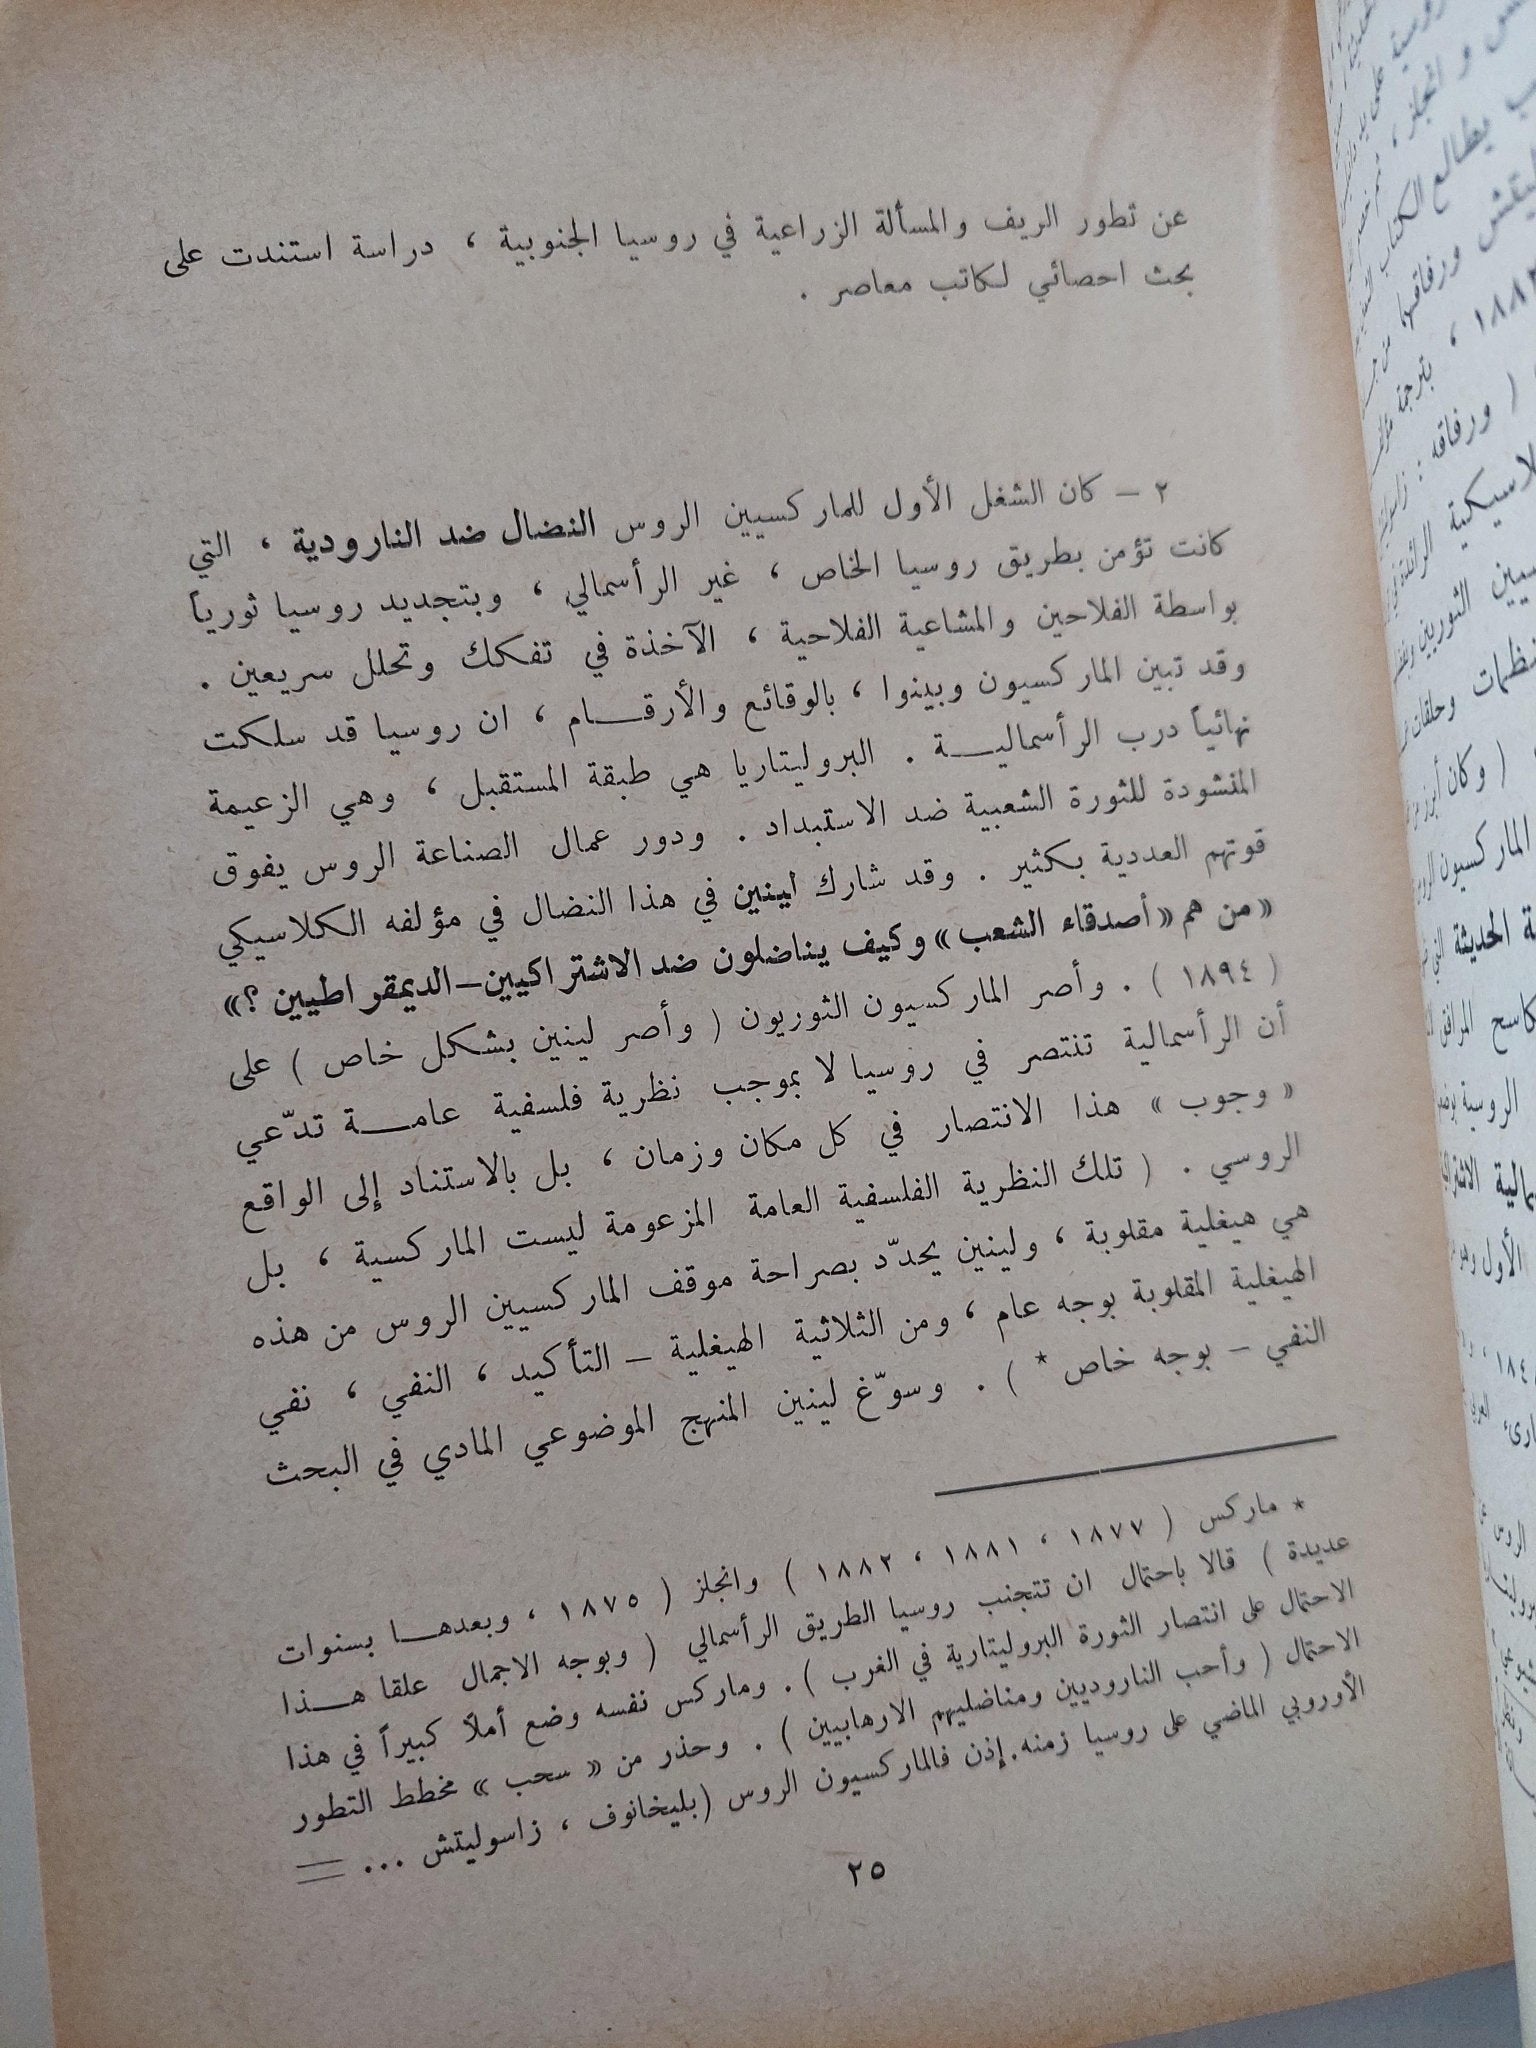 عن تطور الريف والمسألة الزراعية في روسيا الجنوبية ، دراسة استندت على
بحث احصائي لكاتب معاصر .
٢ – كان الشغل الأول للماركسيين الروس النضال ضد النارودية ، التي
كانت تؤمن بطريق روسيا الخاص ، غير الرأسمالي ، وبتجديد روسيا ثورياً
بواسطة الفلاحين والمشاعية الفلاحية ، الآخذة في تفكك وتحلل سريعين .
وقد تبين الماركسيون وبينوا ، بالوقائع والأرقـــام ، ان روسيا قد سلكت
نهائياً درب الرأسماليـــة . البروليتاريا هي طبقة المستقبل ، وهي الزعيمة
المنشودة للثورة الشعبية ضد الاستبداد . ودور عمال الصناعة الروس يفوق
قوتهم العددية بكثير . وقد شارك لينين في هذا النضال في مؤلفه الكلاسيكي
« من هم « أصدقاء الشعب » وكيف يناضلون ضد الاشتراكيين–الديمقراطيين ؟ »
( ١٨٩٤ ) . وأصر الماركسيون الثوريون ( وأصر لينين بشكل خاص ) على
أن الرأسمالية تنتصر في روسيا لا بموجب نظرية فلسفية عامـــة تدّعي
« وجوب » هذا الانتصار في كل مكان وزمان ، بل بالاستناد إلى الواقع
الروسي . ( تلك النظرية الفلسفية العامة المزعومة ليست الماركسية ، بل
هي هيغلية مقلوبة ، ولينين يحدّد بصراحة موقف الماركسيين الروس من هذه
الهيغلية المقلوبة بوجه عام ، ومن الثلاثية الهيغلية – التأكيد ، النفي ، نفي
النفي – بوجه خاص * ) . وسوّغ لينين المنهج الموضوعي المادي في البحث
* ماركس ( ١٨٧٧ ، ١٨٨١ ، ١٨٨٢ ) وانجلز ( ١٨٧٥ ، وبعدهـــا بسنوات
عديدة ) قالا باحتمال ان تتجنب روسيا الطريق الرأسمالي ( وبوجه الاجمال علقا هـــذا
الاحتمال على انتصار الثورة البروليتارية في الغرب ) . وماركس نفسه وضع أملاً كبيراً في هذا
الاحتمال ( وأحب الناروديين ومناضليهم الارهابيين ) . وحذر من « سحب » مخطط التطور
الأوروبي الماضي على روسيا زمنه. إذن فالماركسيون الروس (بليخانوف ، زاسوليتش ... =
٢٥